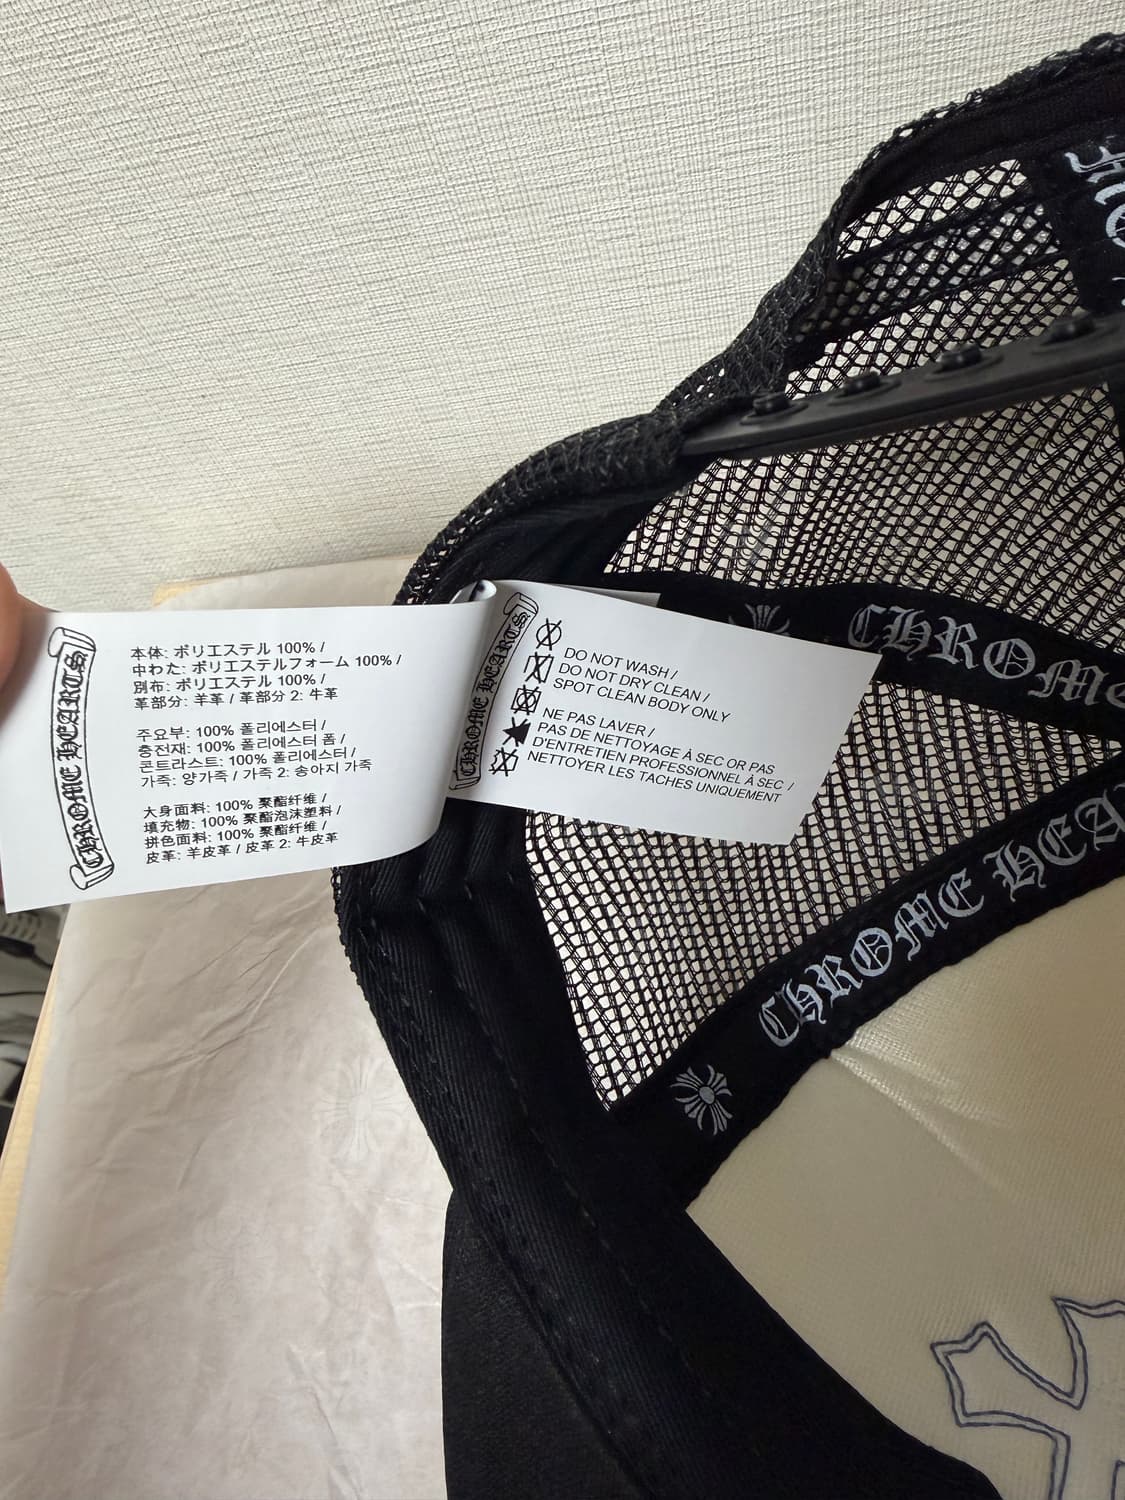 CHROME HEARTS
本体: ポリエステル 100% /
中わた: ポリエステルフォーム 100% /
別布: ポリエステル 100% /
革部分: 羊革 / 革部分 2: 牛革
주요부: 100% 폴리에스터 /
충전재: 100% 폴리에스터 폼 /
콘트라스트: 100% 폴리에스터 /
가죽: 양가죽 / 가죽 2: 송아지 가죽
大身面料: 100% 聚酯纤维 /
填充物: 100% 聚酯泡沫塑料 /
拼色面料: 100% 聚酯纤维 /
皮革: 羊皮革 / 皮革 2: 牛皮革
CHROME HEARTS
DO NOT WASH /
DO NOT DRY CLEAN /
SPOT CLEAN BODY ONLY
NE PAS LAVER /
PAS DE NETTOYAGE À SEC OR PAS
D'ENTRETIEN PROFESSIONNEL À SEC /
NETTOYER LES TACHES UNIQUEMENT
CHROME
CHROME HEA